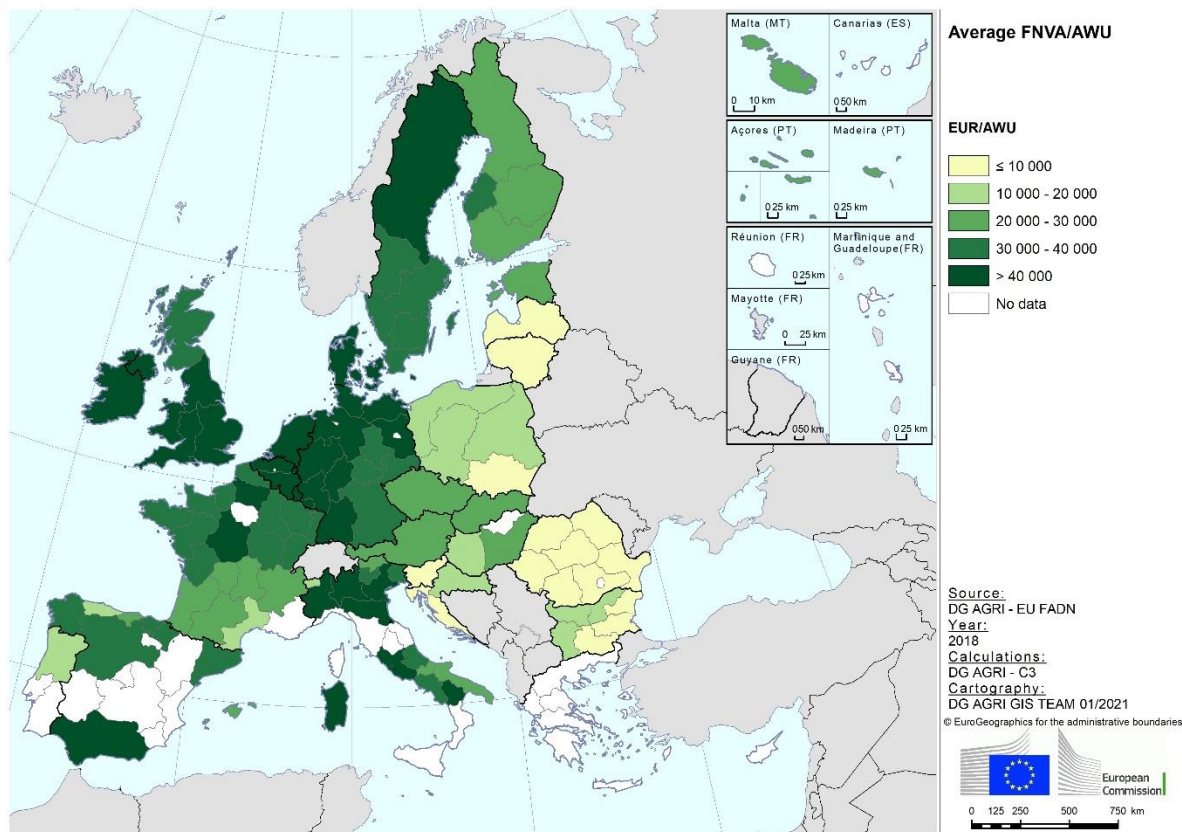 Malta (MT)
0 10 km
Canarias (ES)
0 50 km
Açores (PT)
0 25 km
Madeira (PT)
0 25 km
Réunion (FR)
0 25 km
Martinique and
Guadeloupe(FR)
0 25 km
Mayotte (FR)
0 25 km
Guyane (FR)
0 50 km
Average FNVA/AWU
EUR/AWU
≤ 10 000
10 000 - 20 000
20 000 - 30 000
30 000 - 40 000
> 40 000
No data
Source:
DG AGRI - EU FADN
Year:
2018
Calculations:
DG AGRI - C3
Cartography:
DG AGRI GIS TEAM 01/2021
© EuroGeographics for the administrative boundaries
European
Commission
0 125 250 500 750 km